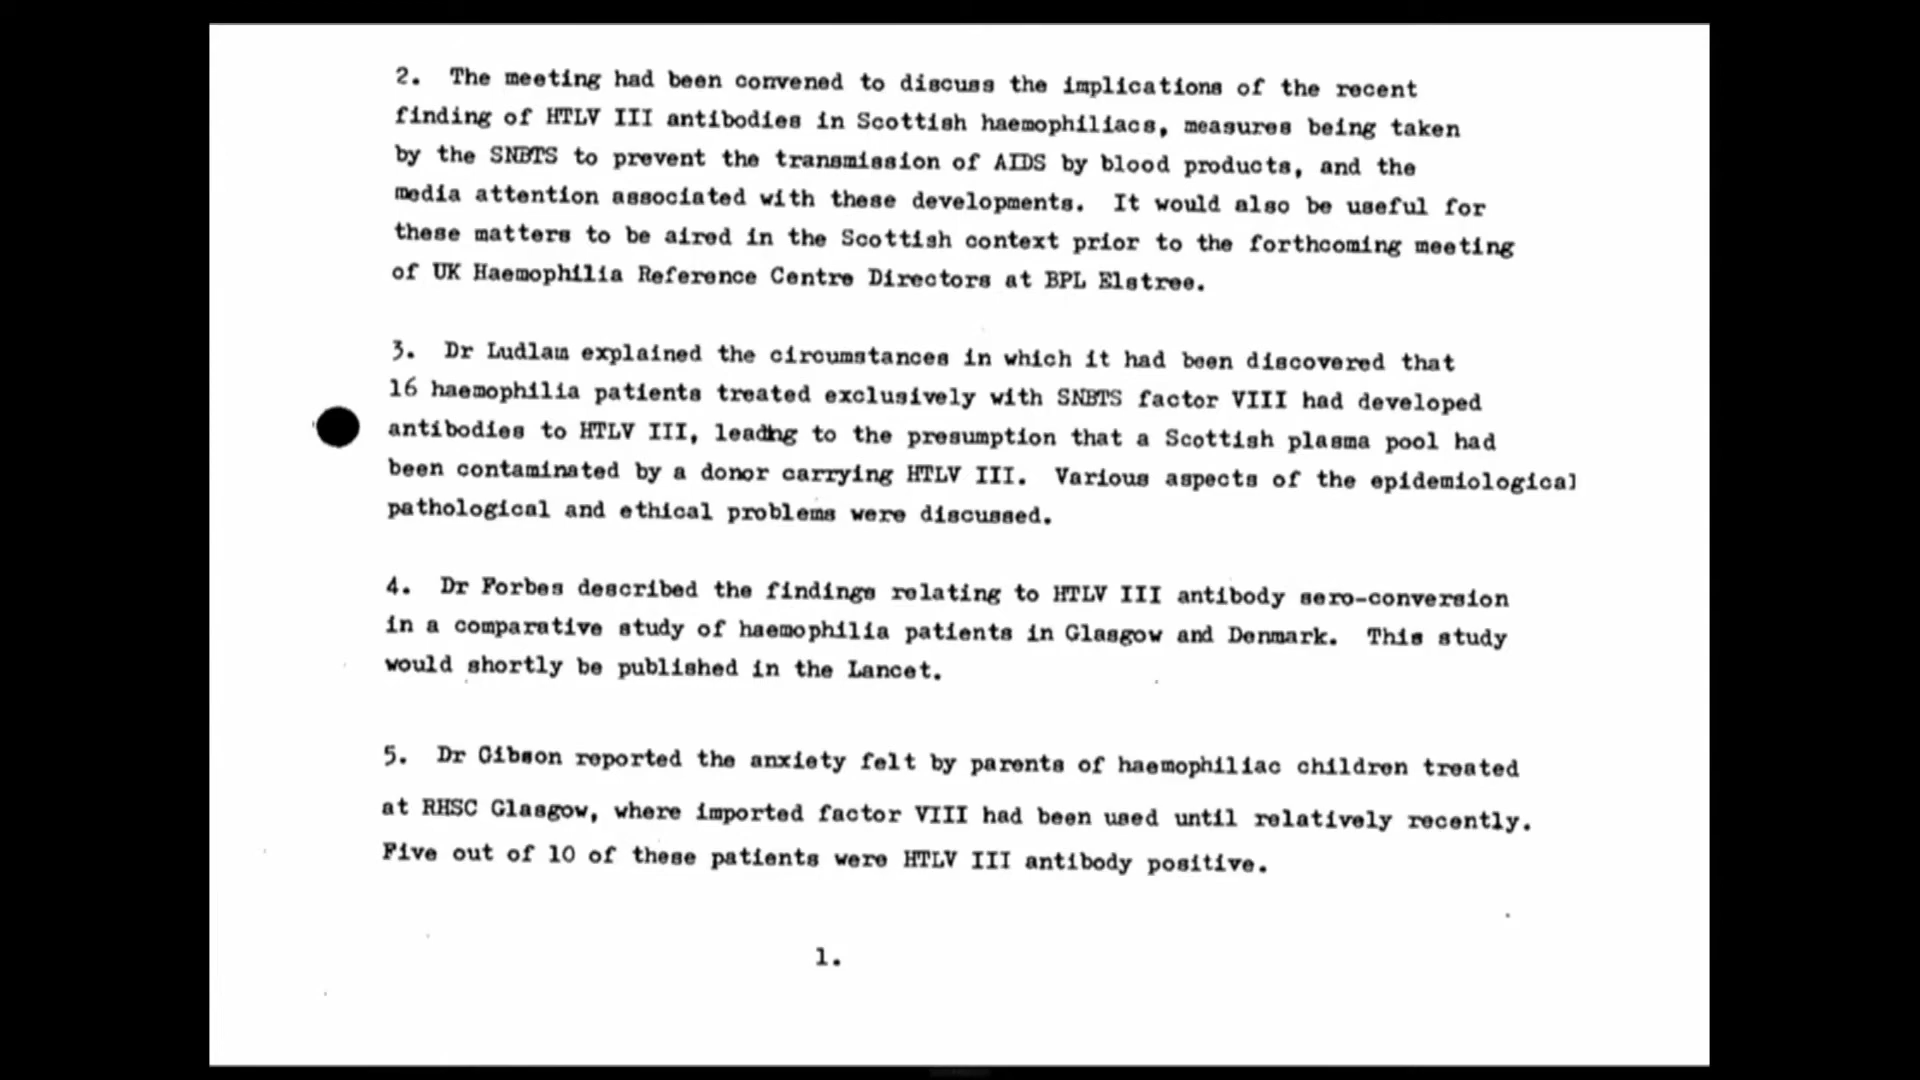 2. The meeting had been convened to discuss the implications of the recent
finding of HTLV III antibodies in Scottish haemophiliacs, measures being taken
by the SNBTS to prevent the transmission of AIDS by blood products, and the
media attention associated with these developments. It would also be useful for
these matters to be aired in the Scottish context prior to the forthcoming meeting
of UK Haemophilia Reference Centre Directors at BPL Elstree.
3. Dr Ludlam explained the circumstances in which it had been discovered that
16 haemophilia patients treated exclusively with SNBTS factor VIII had developed
antibodies to HTLV III, leading to the presumption that a Scottish plasma pool had
been contaminated by a donor carrying HTLV III. Various aspects of the epidemiological
pathological and ethical problems were discussed.
4. Dr Forbes described the findings relating to HTLV III antibody sero-conversion
in a comparative study of haemophilia patients in Glasgow and Denmark. This study
would shortly be published in the Lancet.
5. Dr Gibson reported the anxiety felt by parents of haemophiliac children treated
at RHSC Glasgow, where imported factor VIII had been used until relatively recently.
Five out of 10 of these patients were HTLV III antibody positive.
1.